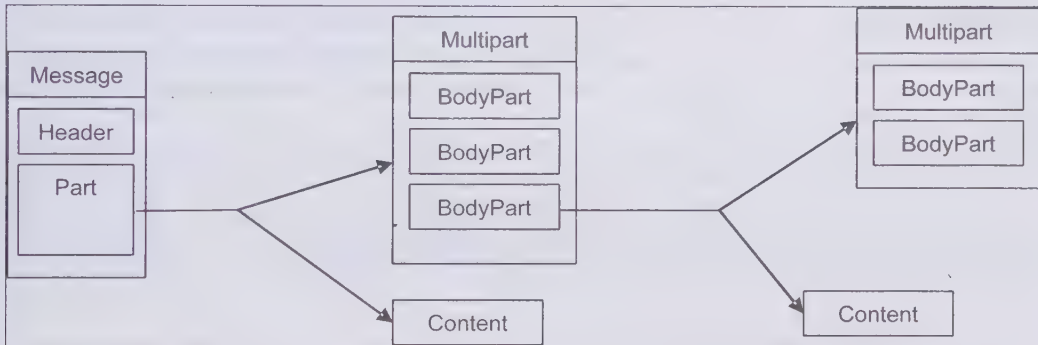 Message
Header
Part
Multipart
BodyPart
BodyPart
BodyPart
Content
Multipart
BodyPart
BodyPart
Content